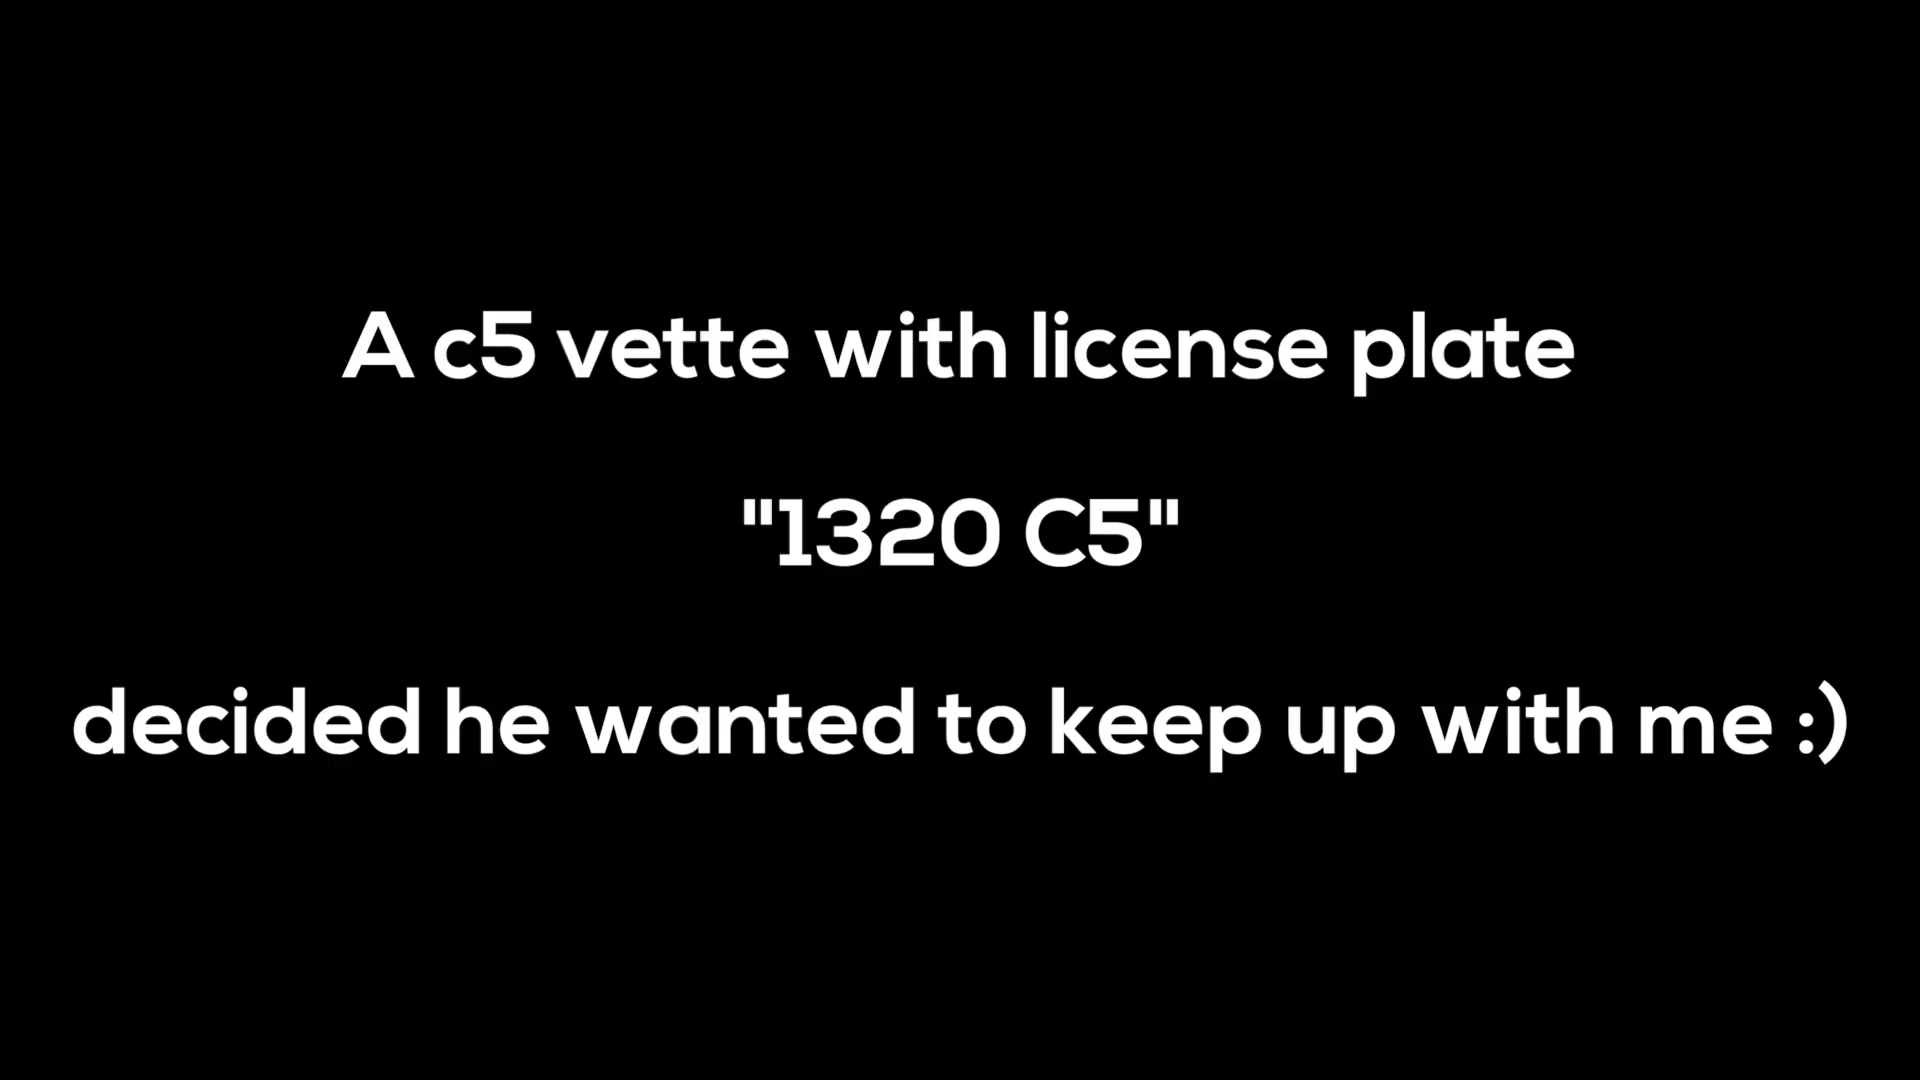 A c5 vette with license plate
"1320 C5"
decided he wanted to keep up with me :)